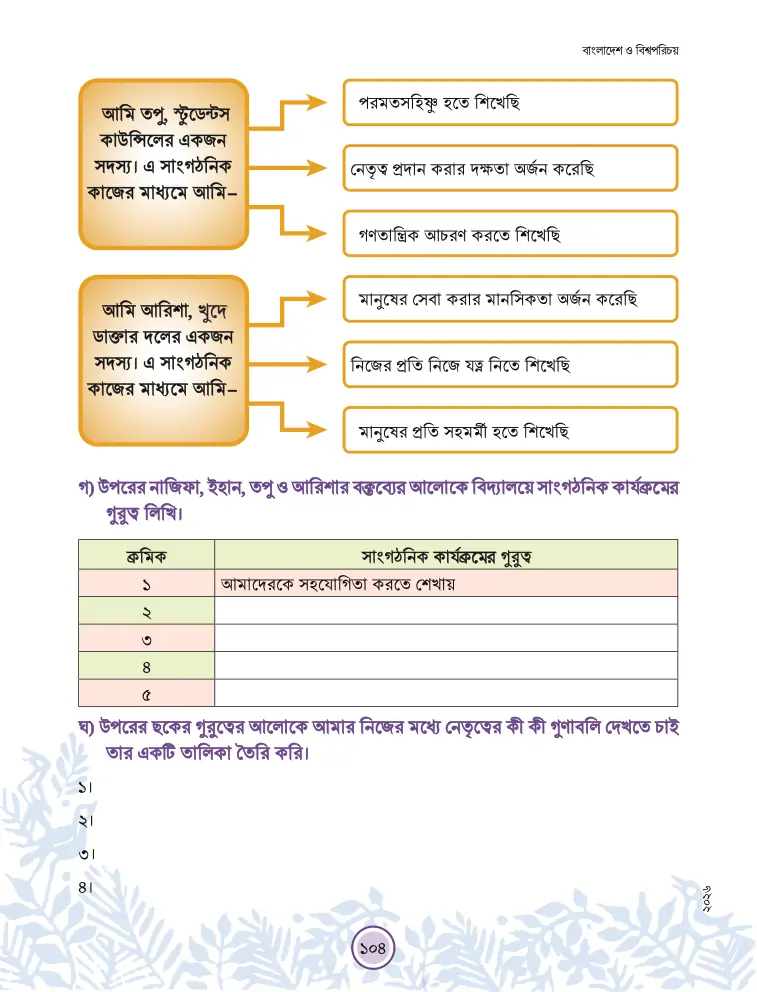 বাংলাদেশ ও বিশ্বপরিচয়
আমি তপু, স্টুডেন্টস
কাউন্সিলের একজন
সদস্য। এ সাংগঠনিক
কাজের মাধ্যমে আমি–
পরমতসহিষ্ণু হতে শিখেছি
নেতৃত্ব প্রদান করার দক্ষতা অর্জন করেছি
গণতান্ত্রিক আচরণ করতে শিখেছি
আমি আরিশা, খুদে
ডাক্তার দলের একজন
সদস্য। এ সাংগঠনিক
কাজের মাধ্যমে আমি–
মানুষের সেবা করার মানসিকতা অর্জন করেছি
নিজের প্রতি নিজে যত্ন নিতে শিখেছি
মানুষের প্রতি সহমর্মী হতে শিখেছি
গ) উপরের নাজিফা, ইহান, তপু ও আরিশার বক্তব্যের আলোকে বিদ্যালয়ে সাংগঠনিক কার্যক্রমের
গুরুত্ব লিখি।
ক্রমিক সাংগঠনিক কার্যক্রমের গুরুত্ব
১ আমাদেরকে সহযোগিতা করতে শেখায়
২
৩
৪
৫
ঘ) উপরের ছকের গুরুত্বের আলোকে আমার নিজের মধ্যে নেতৃত্বের কী কী গুণাবলি দেখতে চাই
তার একটি তালিকা তৈরি করি।
১।
২।
৩।
৪।
২০২৬
১০৪